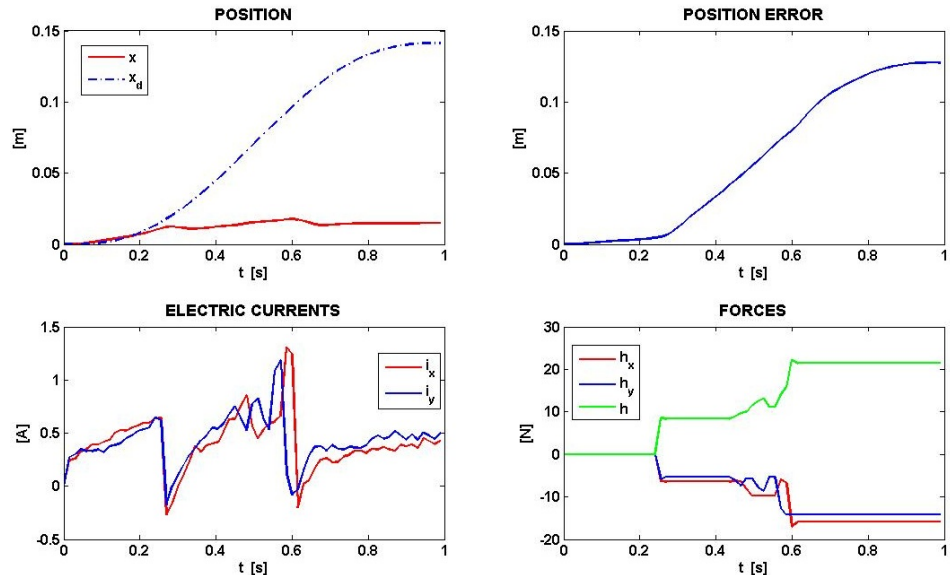 POSITION
POSITION ERROR
0.15
0.1
0.05
0
[m]
x
x_d
0 0.2 0.4 0.6 0.8 1
t [s]
0.15
0.1
0.05
0
[m]
0 0.2 0.4 0.6 0.8 1
t [s]
ELECTRIC CURRENTS
FORCES
1.5
1
0.5
0
-0.5
[A]
i_x
i_y
0 0.2 0.4 0.6 0.8 1
t [s]
30
20
10
0
-10
-20
[N]
h_x
h_y
h
0 0.2 0.4 0.6 0.8 1
t [s]